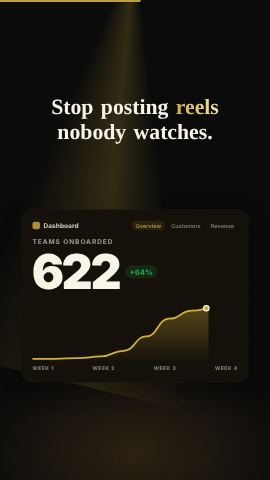 Stop posting reels
nobody watches.
Dashboard
Overview Customers Revenue
TEAMS ONBOARDED
622 +64%
WEEK 1 WEEK 2 WEEK 3 WEEK 4